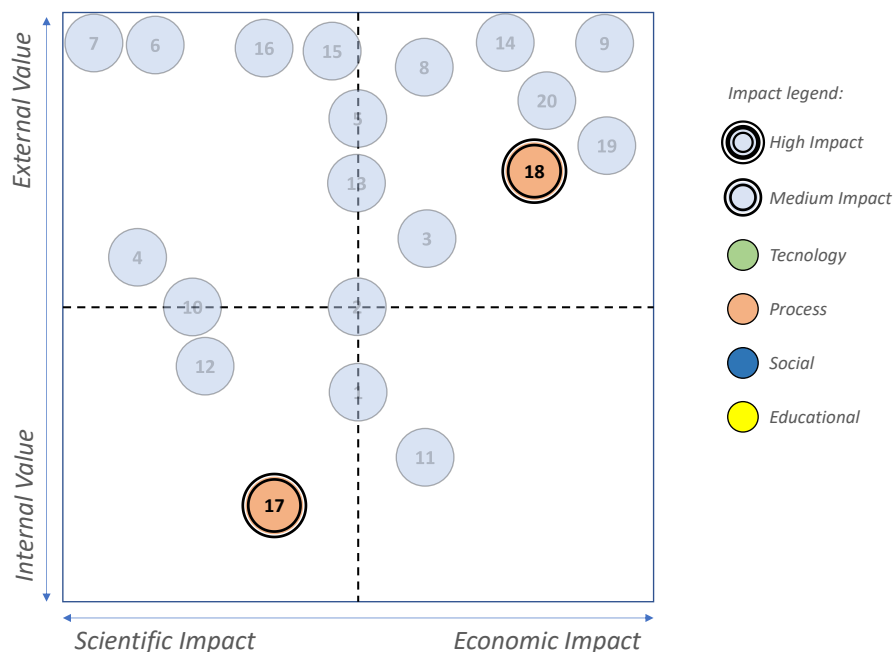 External Value
Internal Value
7
6
16
15
8
14
9
5
20
19
18
13
3
4
10
2
12
1
11
17
Scientific Impact
Economic Impact
Impact legend:
High Impact
Medium Impact
Tecnology
Process
Social
Educational